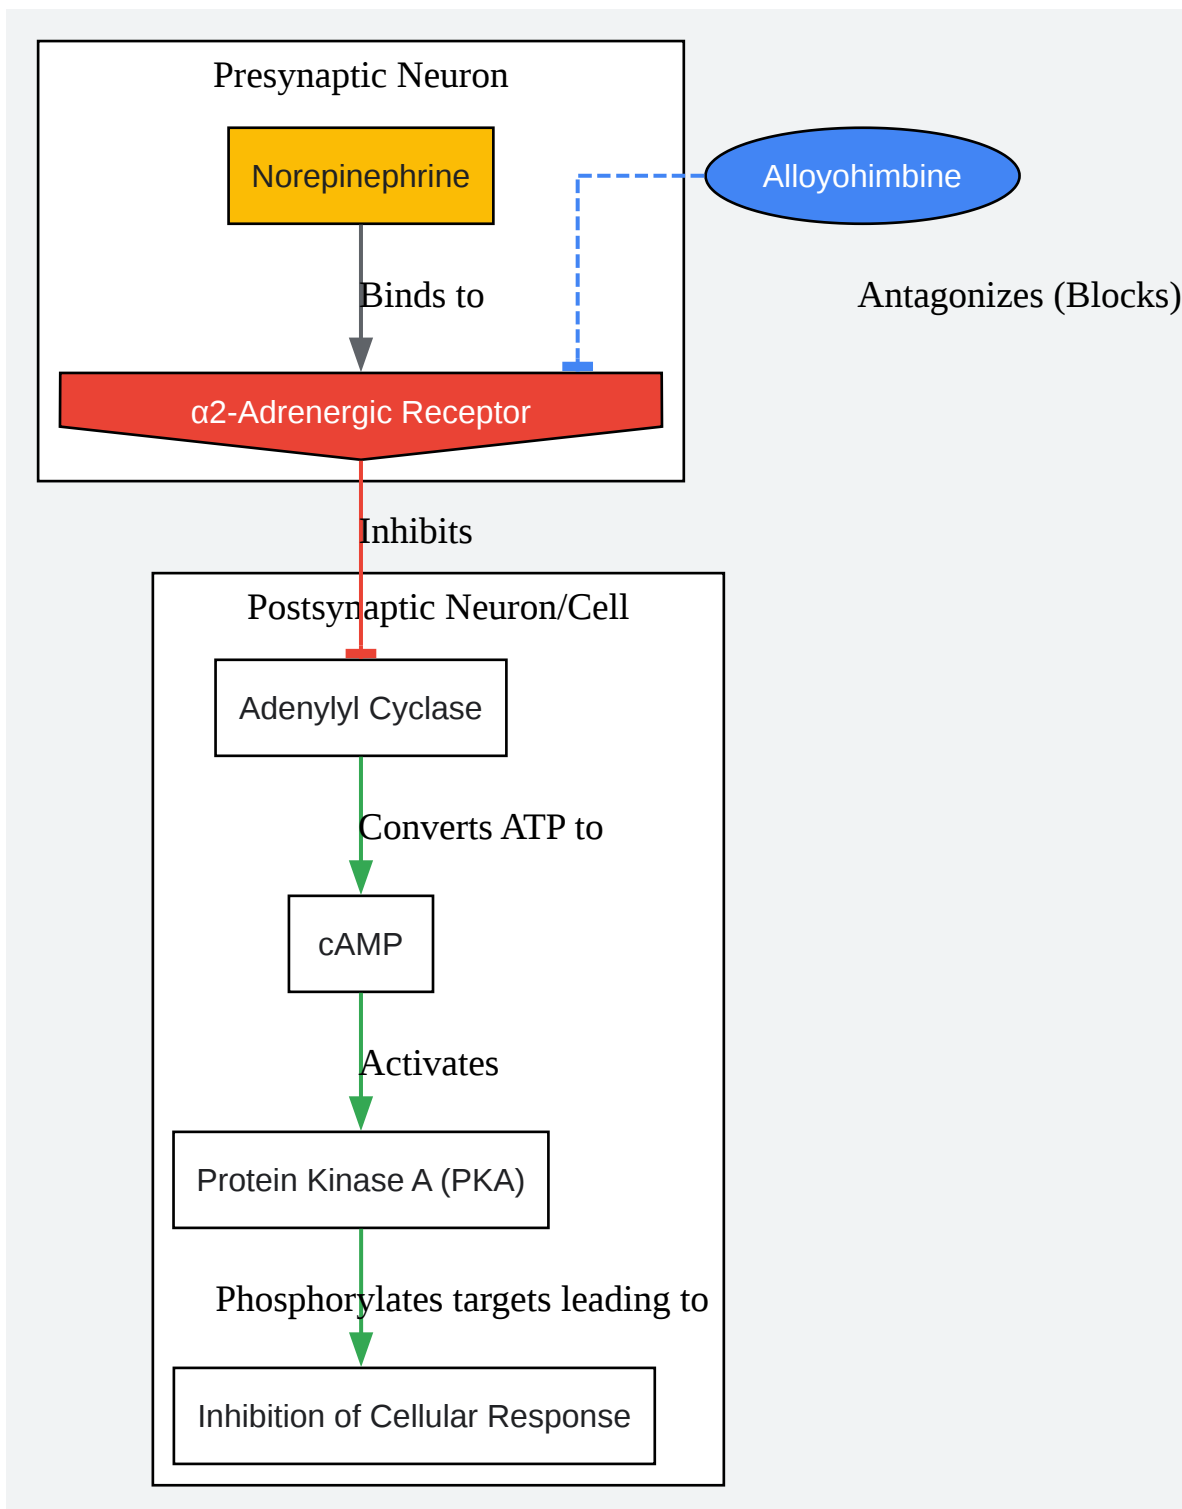 Presynaptic Neuron
Norepinephrine
Alloyohimbine
Binds to
Antagonizes (Blocks)
α2-Adrenergic Receptor
Inhibits
Postsynaptic Neuron/Cell
Adenylyl Cyclase
Converts ATP to
cAMP
Activates
Protein Kinase A (PKA)
Phosphorylates targets leading to
Inhibition of Cellular Response